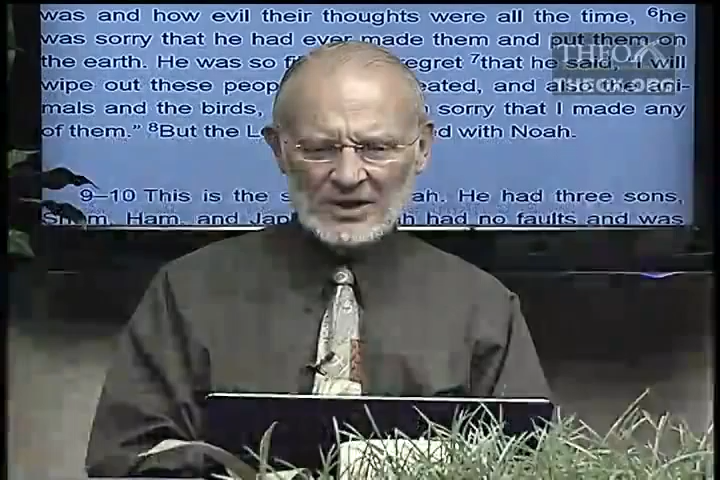 was and how evil their thoughts were all the time, ⁶he
was sorry that he had ever made them and put them on
the earth. He was so regret ⁷that he said, "I will
wipe out these and also the ani-
mals and the birds, sorry that I made any
of them." ⁸But the with Noah.
9–10 This is the He had three sons,
Shem, Ham, and had no faults and was
THEO